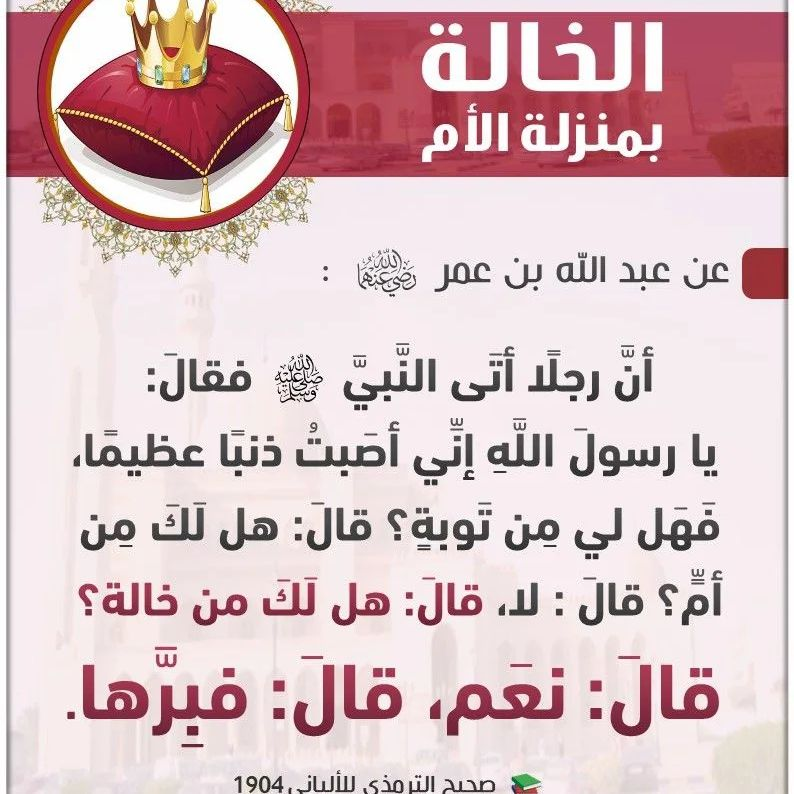 الخالة
بمنزلة الأم
عن عبد الله بن عمر رضي الله عنهما :
أنَّ رجلًا أتَى النَّبيَّ صلى الله عليه وسلم فقالَ:
يا رسولَ اللَّهِ إنِّي أصَبتُ ذنبًا عظيمًا،
فَهَل لي مِن تَوبةٍ؟ قالَ: هل لَكَ مِن
أمٍّ؟ قالَ : لا، قالَ: هل لَكَ من خالة؟
قالَ: نعَم، قالَ: فبِرَّها.
صحيح الترمذي للألباني 1904